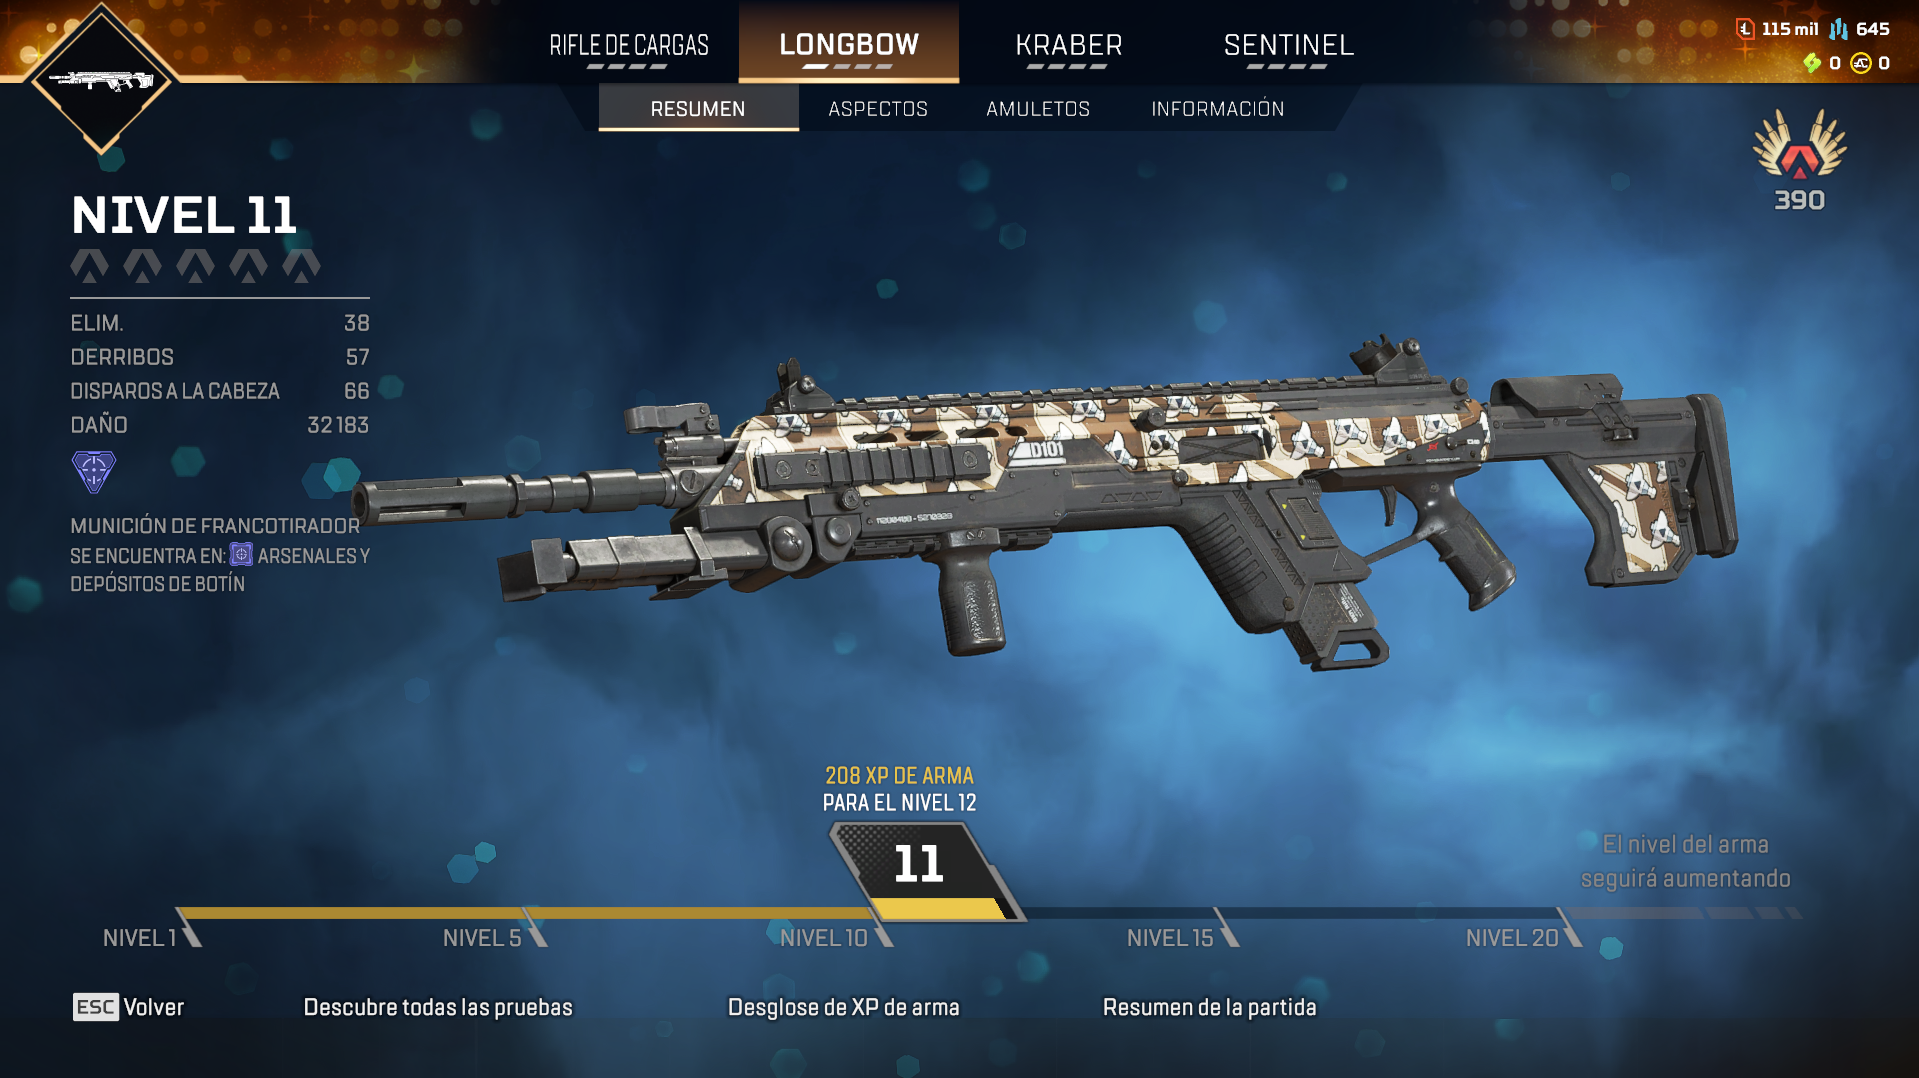 RIFLE DE CARGAS
LONGBOW
KRABER
SENTINEL
115 mil
645
0
0
RESUMEN
ASPECTOS
AMULETOS
INFORMACIÓN
390
NIVEL 11
ELIM. 38
DERRIBOS 57
DISPAROS A LA CABEZA 66
DAÑO 32 183
MUNICIÓN DE FRANCOTIRADOR
SE ENCUENTRA EN: ARSENALES Y
DEPÓSITOS DE BOTÍN
D101
208 XP DE ARMA
PARA EL NIVEL 12
11
El nivel del arma
seguirá aumentando
NIVEL 1
NIVEL 5
NIVEL 10
NIVEL 15
NIVEL 20
ESC Volver
Descubre todas las pruebas
Desglose de XP de arma
Resumen de la partida